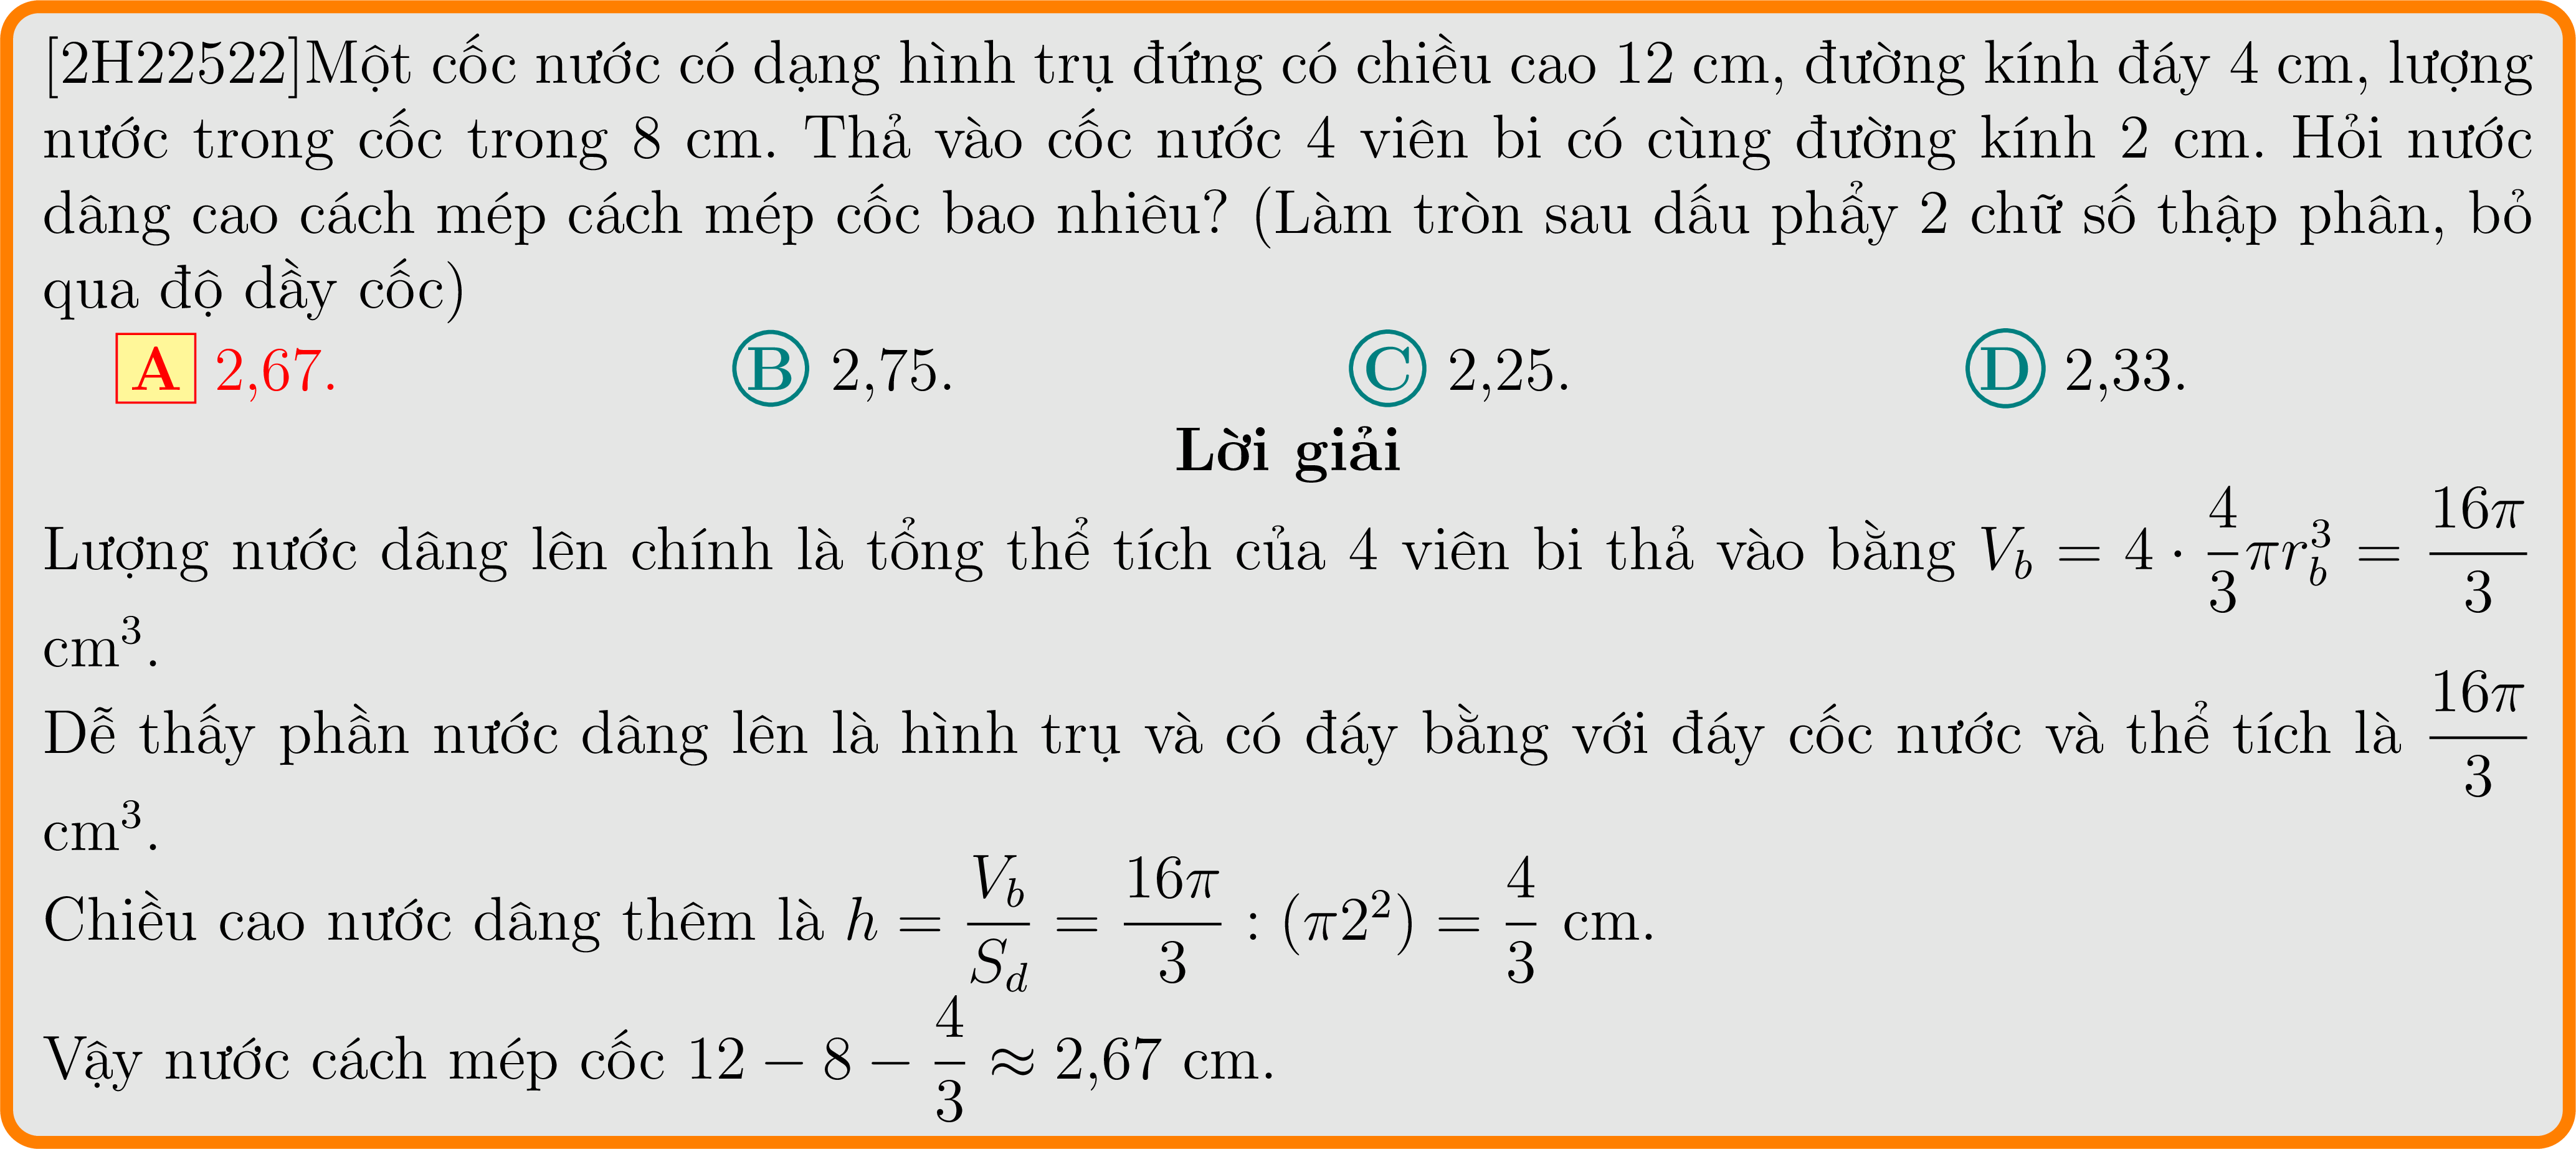 [2H22522]Một cốc nước có dạng hình trụ đứng có chiều cao 12 cm, đường kính đáy 4 cm, lượng
nước trong cốc trong 8 cm. Thả vào cốc nước 4 viên bi có cùng đường kính 2 cm. Hỏi nước
dâng cao cách mép cách mép cốc bao nhiêu? (Làm tròn sau dấu phẩy 2 chữ số thập phân, bỏ
qua độ dầy cốc)
A 2,67. B 2,75. C 2,25. D 2,33.
Lời giải
Lượng nước dâng lên chính là tổng thể tích của 4 viên bi thả vào bằng $V_b = 4 \cdot \frac{4}{3}\pi r_b^3 = \frac{16\pi}{3}$
cm³.
Dễ thấy phần nước dâng lên là hình trụ và có đáy bằng với đáy cốc nước và thể tích là $\frac{16\pi}{3}$
cm³.
Chiều cao nước dâng thêm là $h = \frac{V_b}{S_d} = \frac{16\pi}{3} : (\pi 2^2) = \frac{4}{3}$ cm.
Vậy nước cách mép cốc $12 - 8 - \frac{4}{3} \approx 2{,}67$ cm.